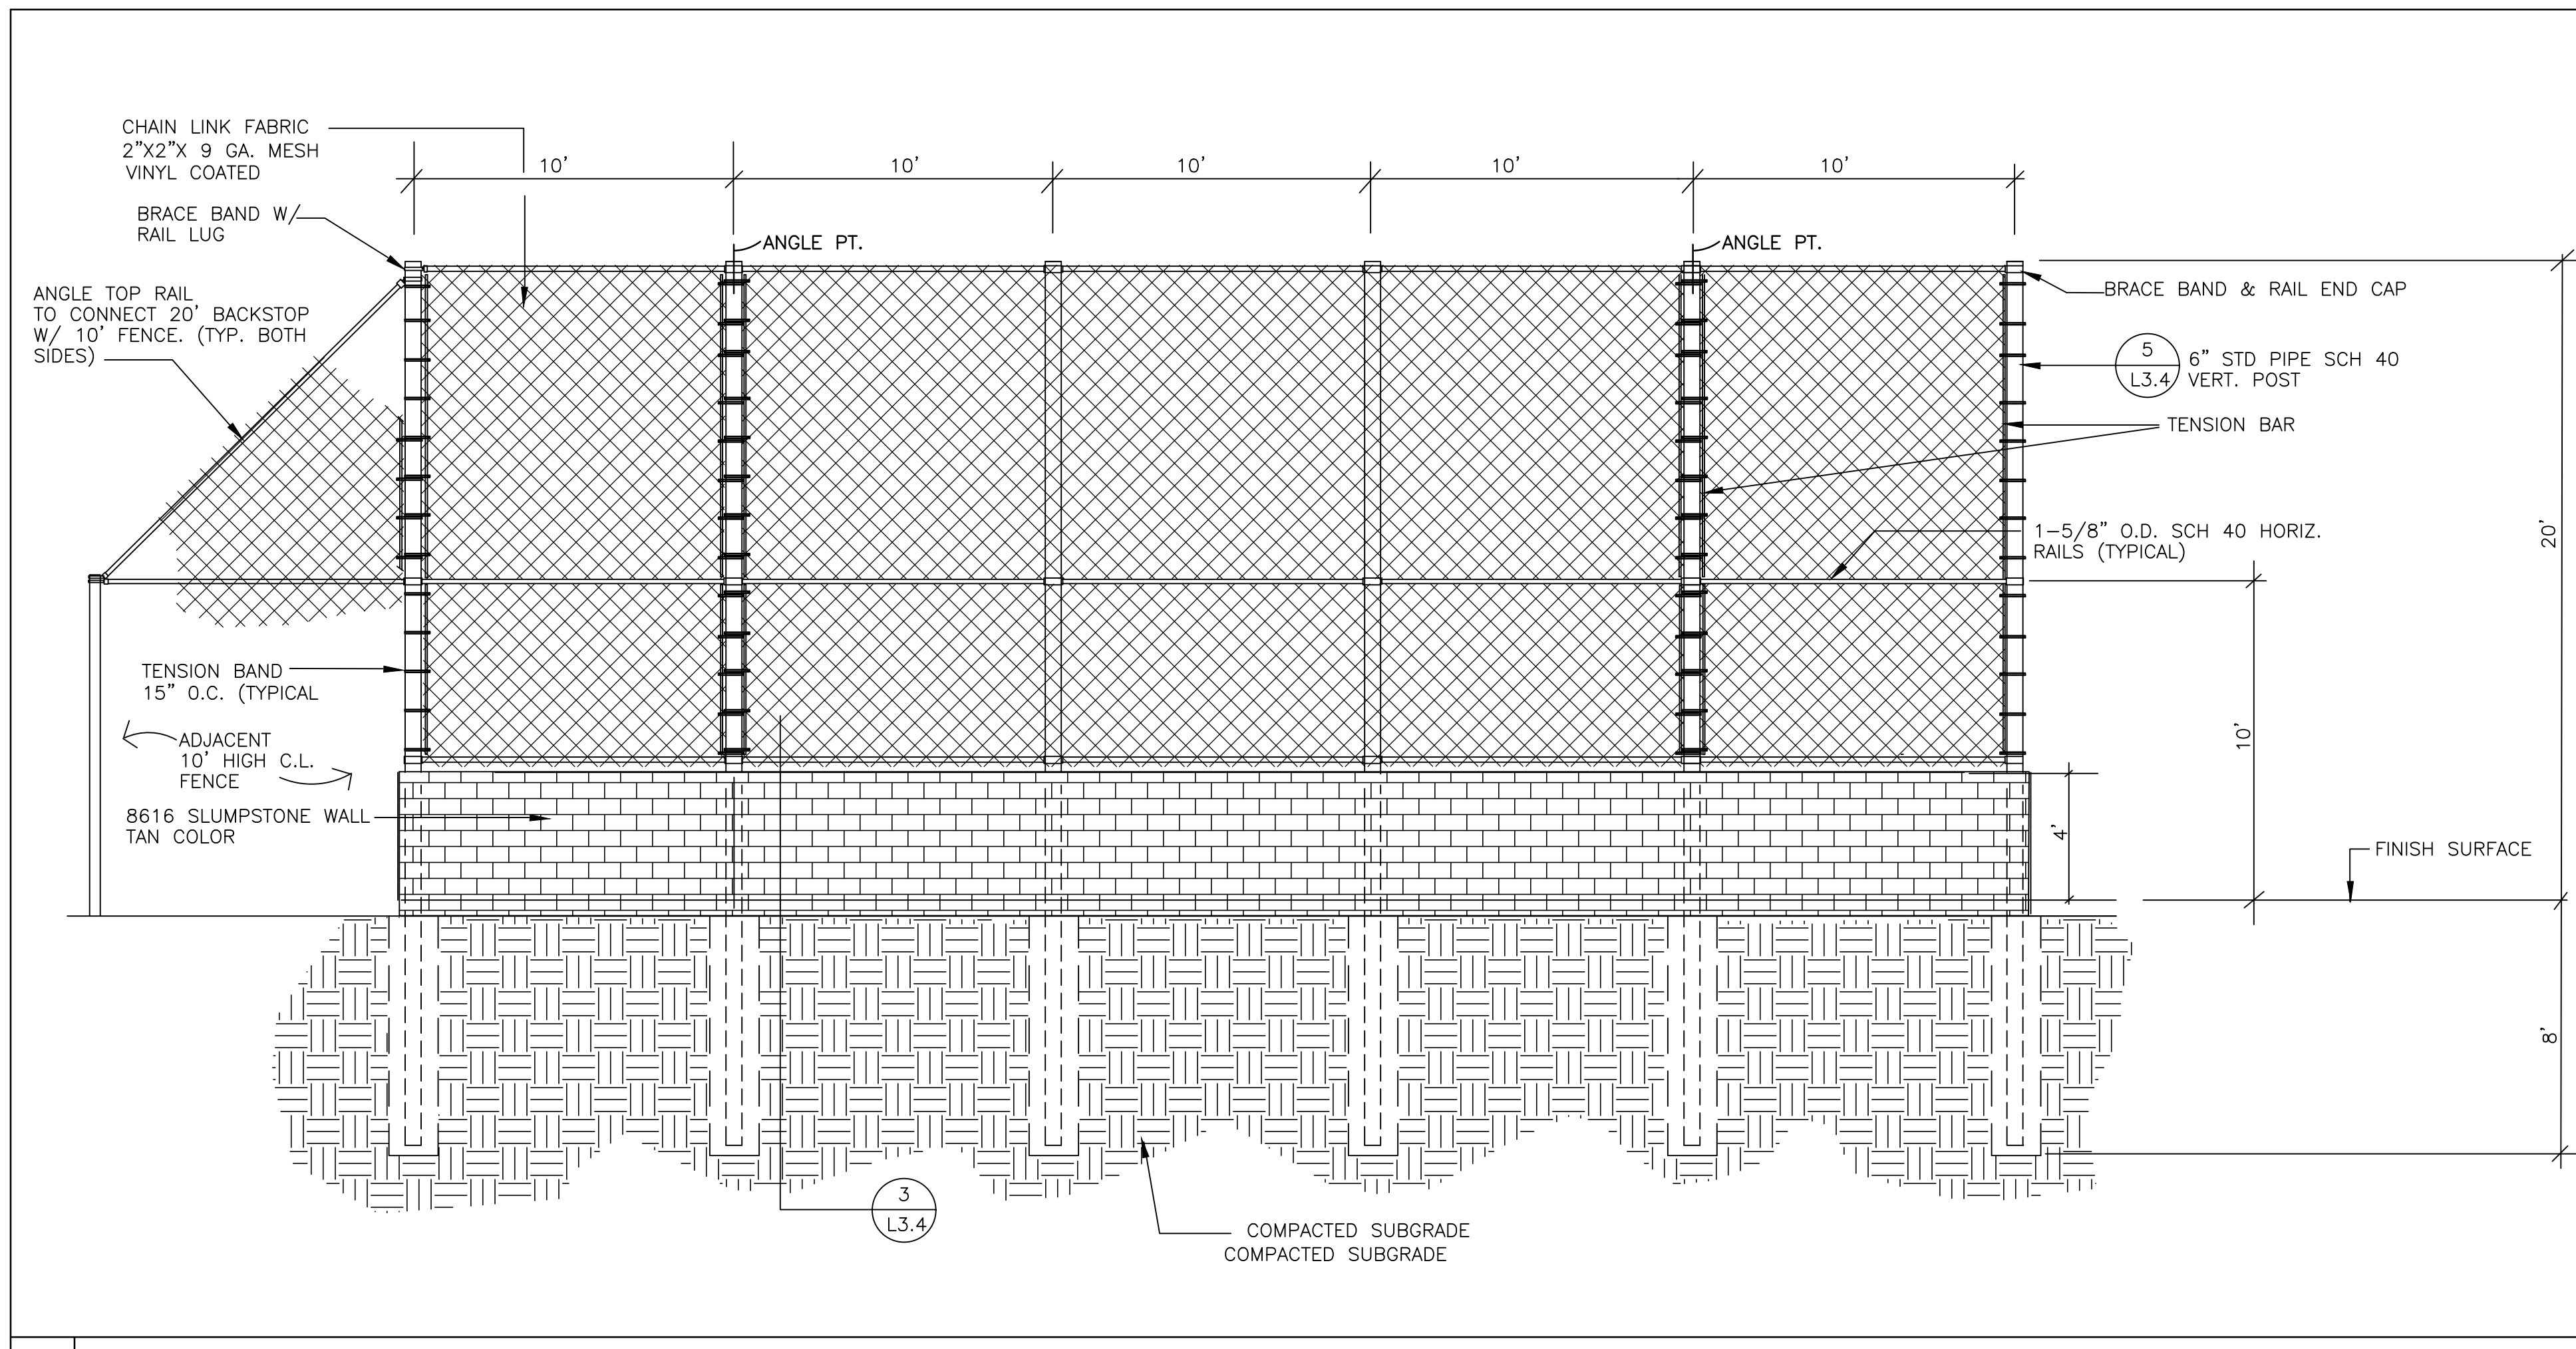 CHAIN LINK FABRIC
2”X2”X 9 GA. MESH
VINYL COATED
BRACE BAND W/
RAIL LUG
ANGLE TOP RAIL
TO CONNECT 20’ BACKSTOP
W/ 10’ FENCE. (TYP. BOTH
SIDES)
10’
10’
10’
10’
10’
ANGLE PT.
ANGLE PT.
BRACE BAND & RAIL END CAP
5
L3.4
6” STD PIPE SCH 40
VERT. POST
TENSION BAR
1–5/8” O.D. SCH 40 HORIZ.
RAILS (TYPICAL)
20’
10’
4’
8’
TENSION BAND
15” O.C. (TYPICAL
ADJACENT
10’ HIGH C.L.
FENCE
8616 SLUMPSTONE WALL
TAN COLOR
FINISH SURFACE
3
L3.4
COMPACTED SUBGRADE
COMPACTED SUBGRADE